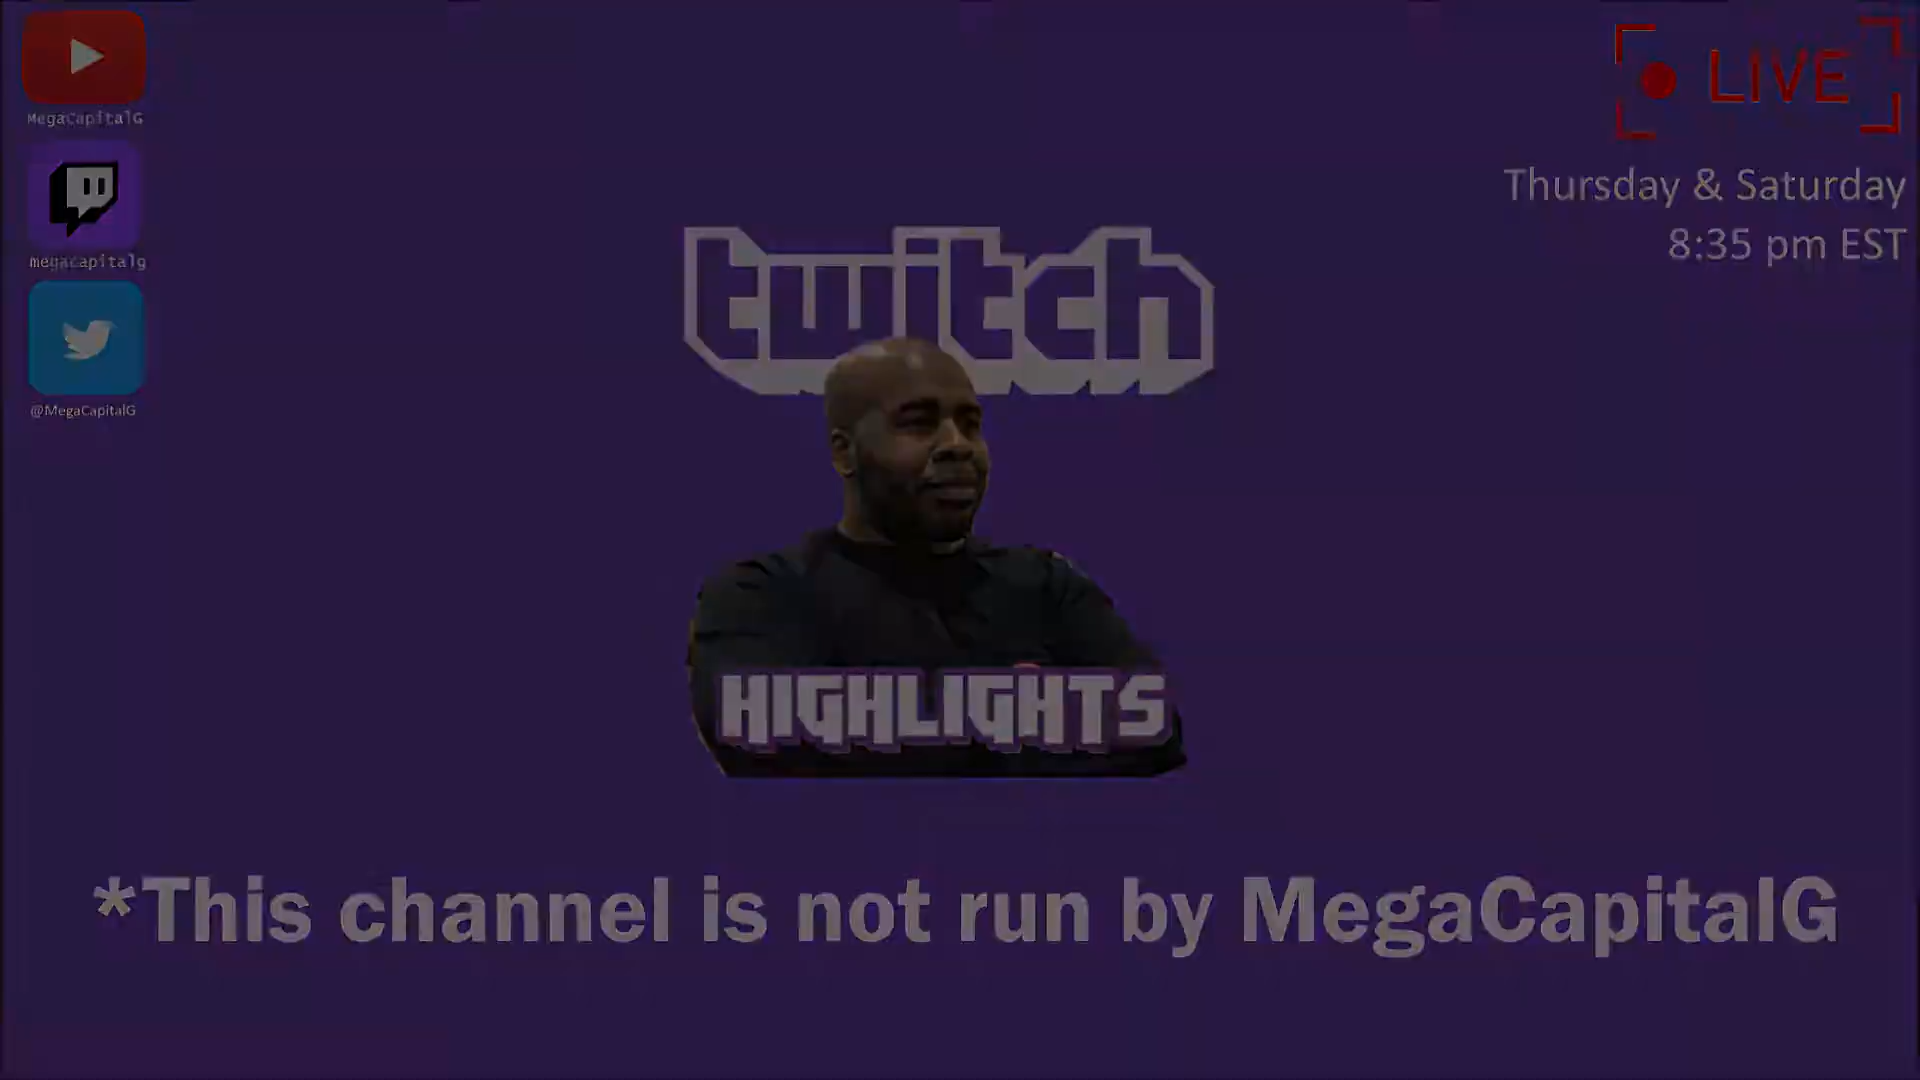 MegaCapitalG
megacapitalg
@MegaCapitalG
LIVE
Thursday & Saturday
8:35 pm EST
twitch
HIGHLIGHTS
*This channel is not run by MegaCapitalG